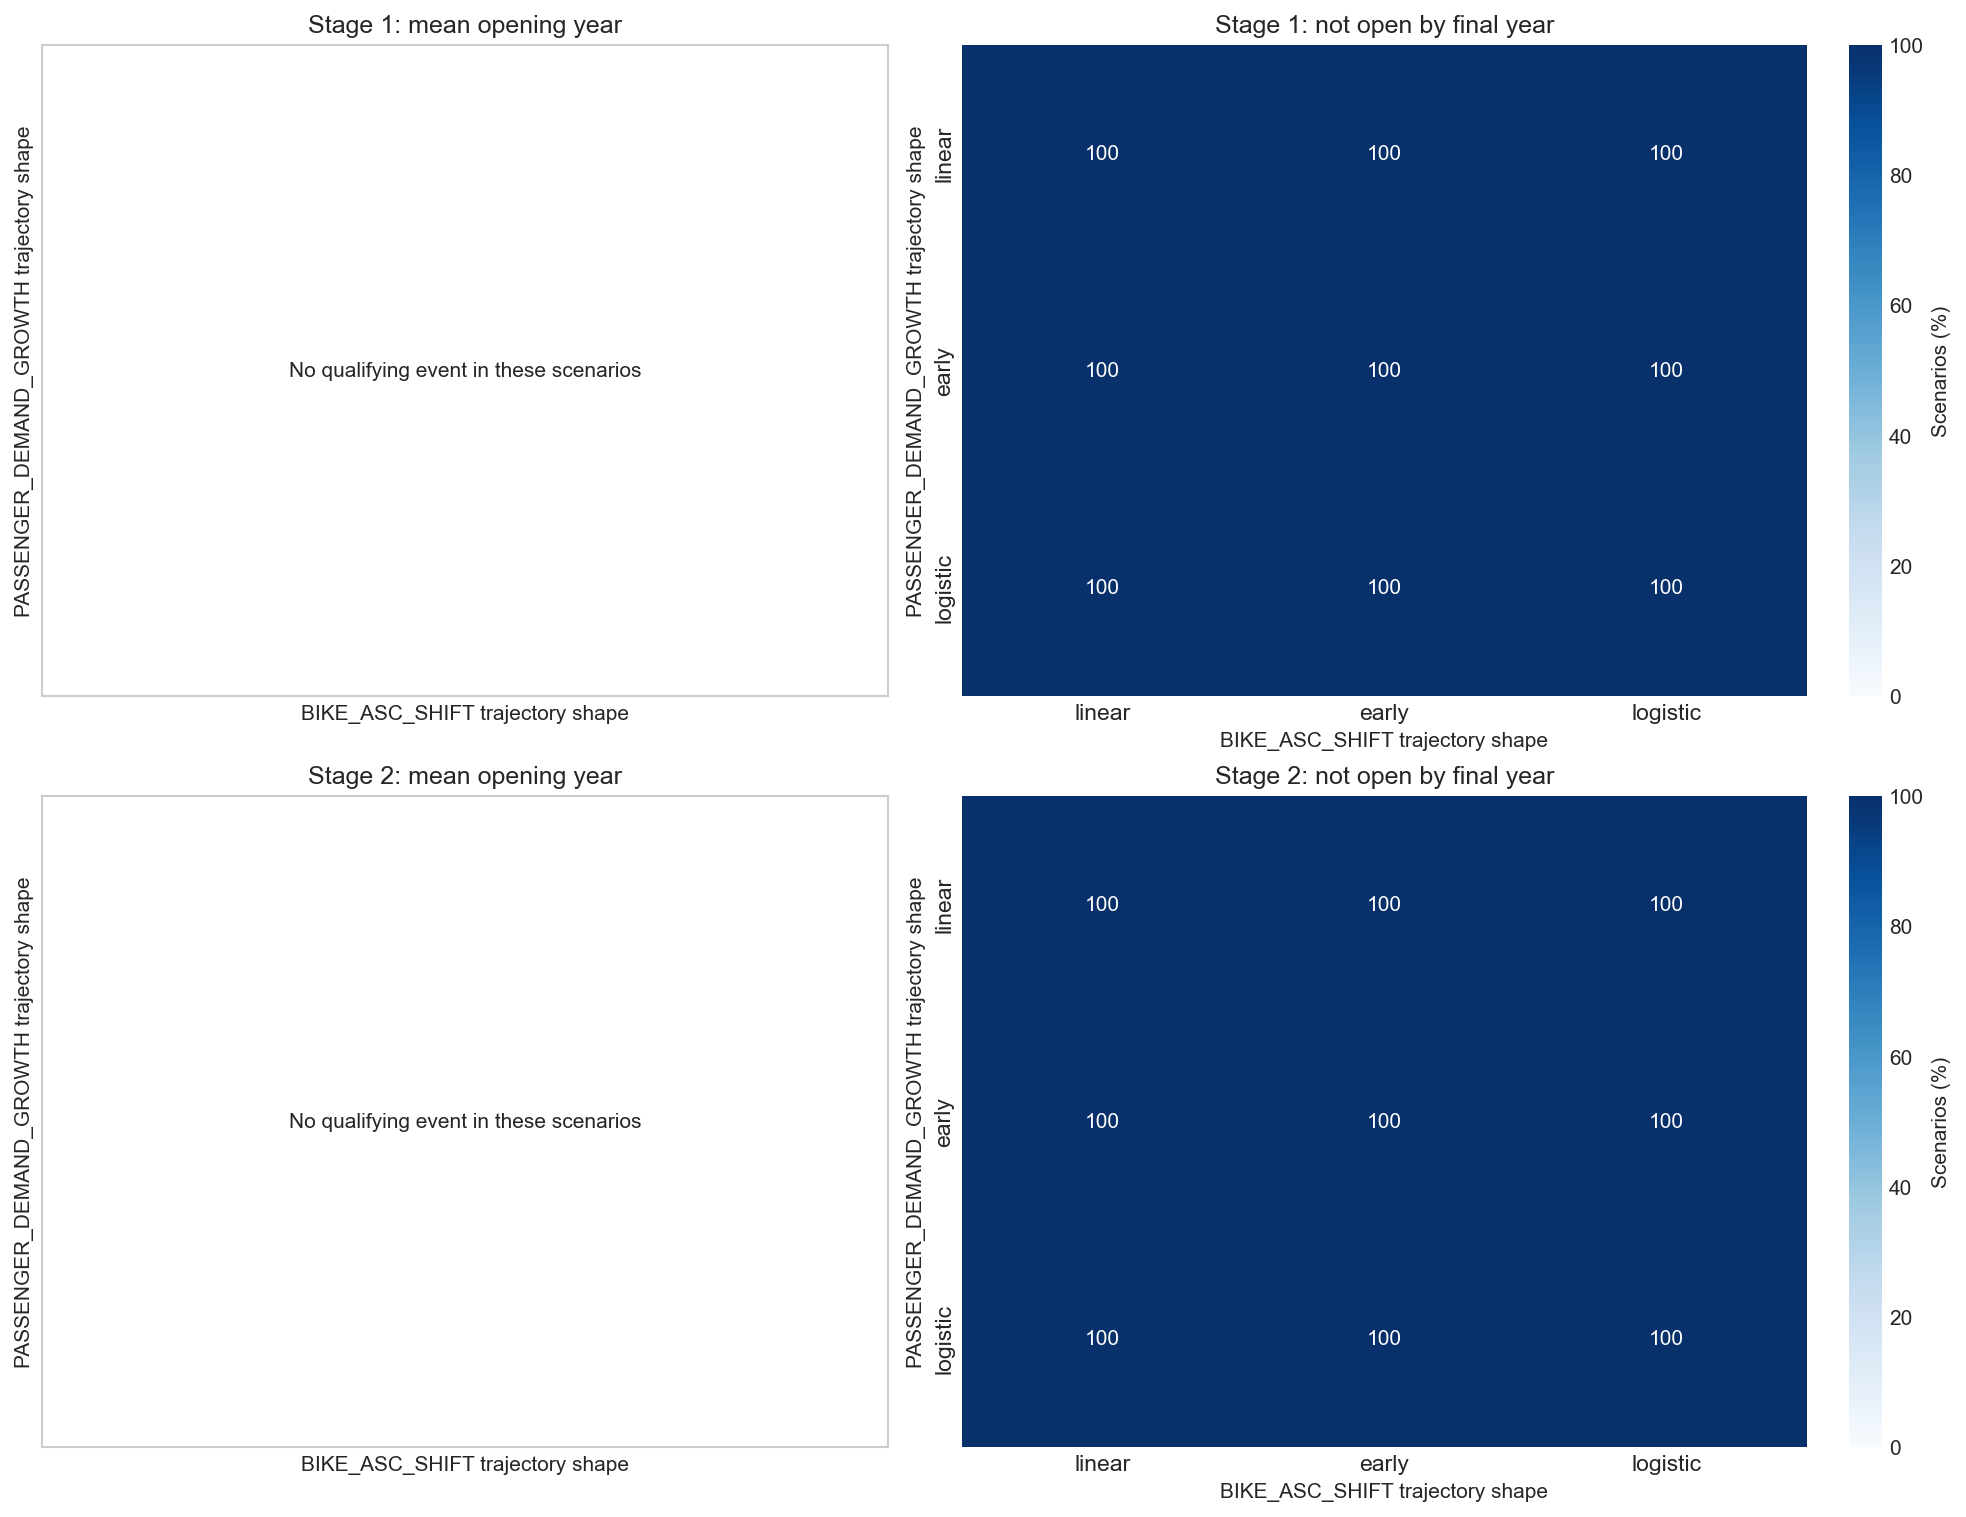 Stage 1: mean opening year
PASSENGER_DEMAND_GROWTH trajectory shape
No qualifying event in these scenarios
BIKE_ASC_SHIFT trajectory shape
Stage 1: not open by final year
PASSENGER_DEMAND_GROWTH trajectory shape
linear
100 100 100
early
100 100 100
logistic
100 100 100
linear early logistic
BIKE_ASC_SHIFT trajectory shape
100
80
60
40
20
0
Scenarios (%)
Stage 2: mean opening year
PASSENGER_DEMAND_GROWTH trajectory shape
No qualifying event in these scenarios
BIKE_ASC_SHIFT trajectory shape
Stage 2: not open by final year
PASSENGER_DEMAND_GROWTH trajectory shape
linear
100 100 100
early
100 100 100
logistic
100 100 100
linear early logistic
BIKE_ASC_SHIFT trajectory shape
100
80
60
40
20
0
Scenarios (%)